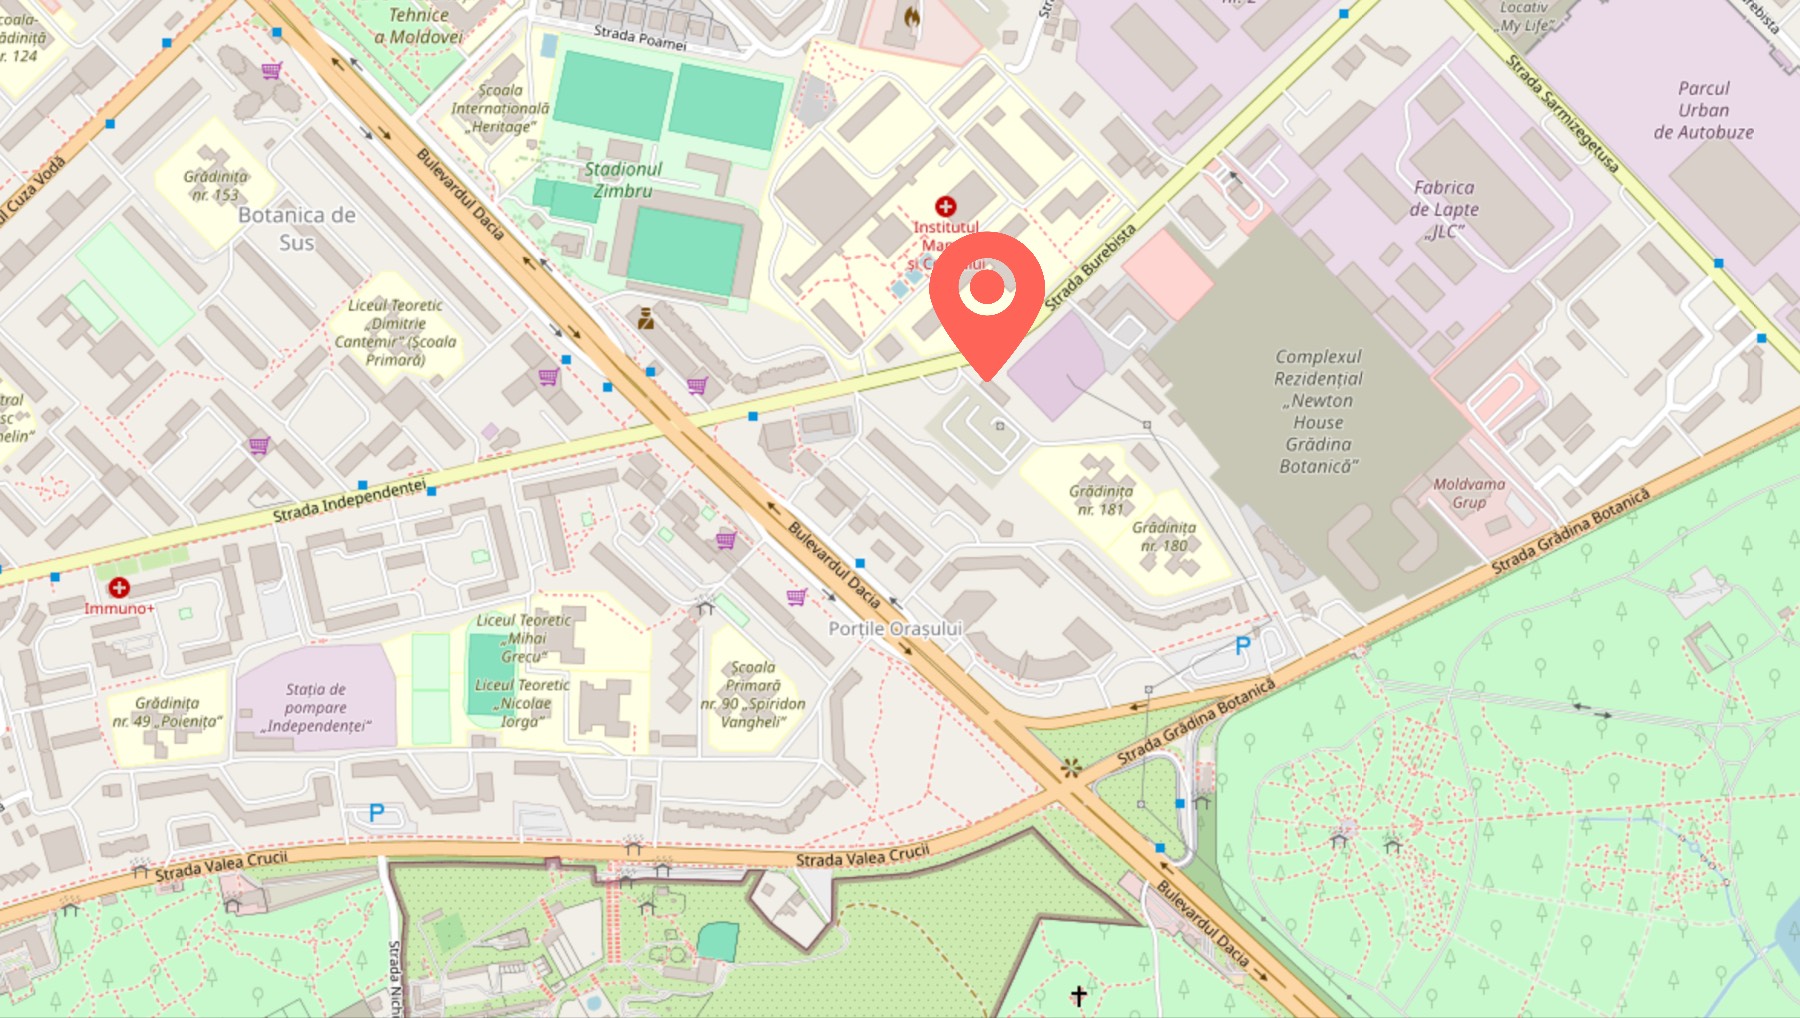 Tehnice
a Moldovei
nr. 124
Strada Poamei
Locativ
„My Life”
Școala
Internațională
„Heritage”
Strada Sarmizegetusa
Parcul
Urban
de Autobuze
Bulevardul Dacia
Stadionul
Zimbru
Grădinița
nr. 153
Botanica de
Sus
Institutul
Fabrica
de Lapte
„JLC”
Strada Burebista
Liceul Teoretic
„Dimitrie
Cantemir” (Școala
Primară)
Complexul
Rezidențial
„Newton
House
Grădina
Botanică”
Strada Independenței
Grădinița
nr. 181
Grădinița
nr. 180
Moldvama
Grup
Strada Grădina Botanică
Bulevardul Dacia
Immuno+
Porțile Orașului
Liceul Teoretic
„Mihai
Grecu”
Liceul Teoretic
„Nicolae
Iorga”
Școala
Primară
nr. 90 „Spiridon
Vangheli”
P
Stația de
pompare
„Independenței”
Grădinița
nr. 49 „Poienița”
Strada Grădina Botanică
P
Strada Valea Crucii
Strada Valea Crucii
Bulevardul Dacia